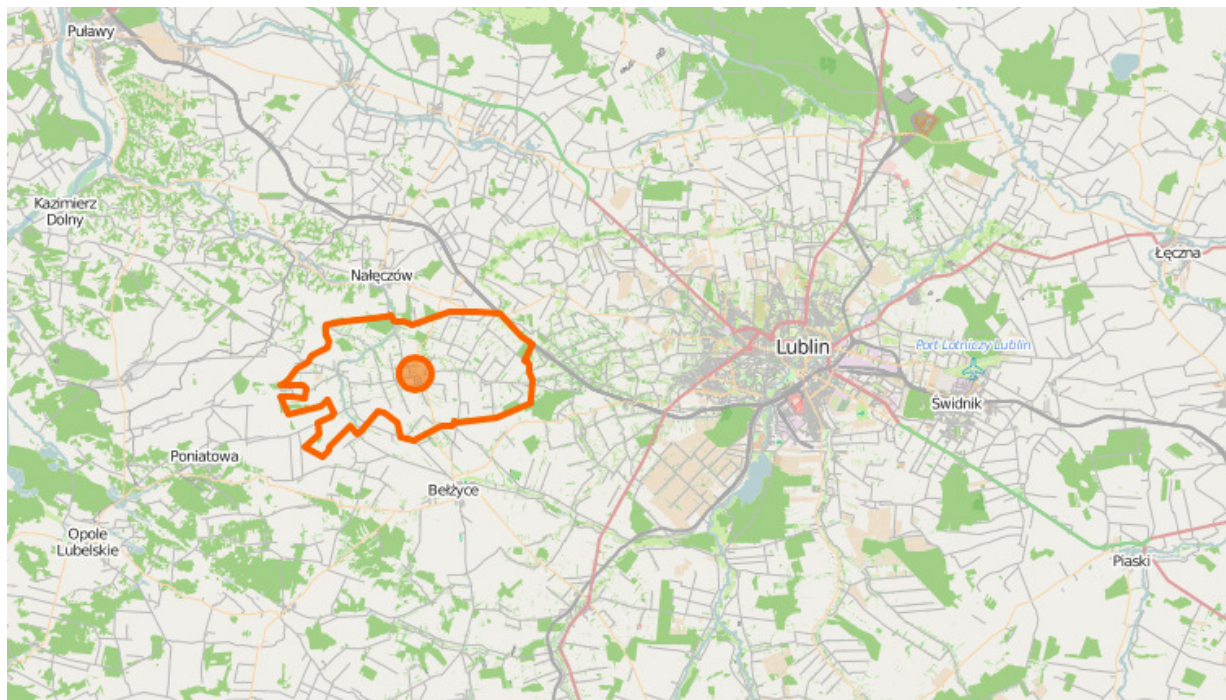 Puławy
Kazimierz
Dolny
Łęczna
Nałęczów
Lublin
Port Lotniczy Lublin
Świdnik
Poniatowa
Bełżyce
Opole
Lubelskie
Piaski